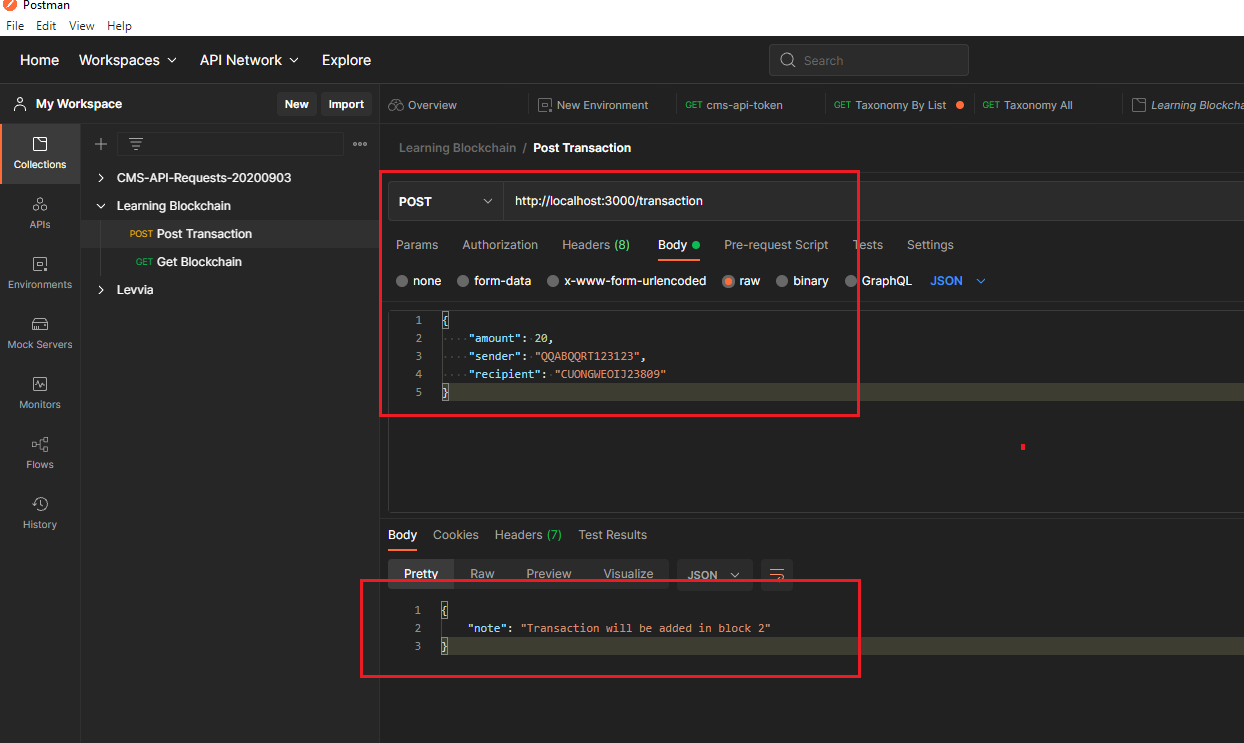 Postman
File Edit View Help
Home Workspaces API Network Explore Search
My Workspace New Import
Overview New Environment GET cms-api-token GET Taxonomy By List GET Taxonomy All Learning Blockcha
Collections
APIs
Environments
Mock Servers
Monitors
Flows
History
CMS-API-Requests-20200903
Learning Blockchain
POST Post Transaction
GET Get Blockchain
Levvia
Learning Blockchain / Post Transaction
POST http://localhost:3000/transaction
Params Authorization Headers (8) Body Pre-request Script Tests Settings
none form-data x-www-form-urlencoded raw binary GraphQL JSON
1 {
2 "amount": 20,
3 "sender": "QQABQQRT123123",
4 "recipient": "CUONGWEOIJ23809"
5 }
Body Cookies Headers (7) Test Results
Pretty Raw Preview Visualize JSON
1 {
2 "note": "Transaction will be added in block 2"
3 }